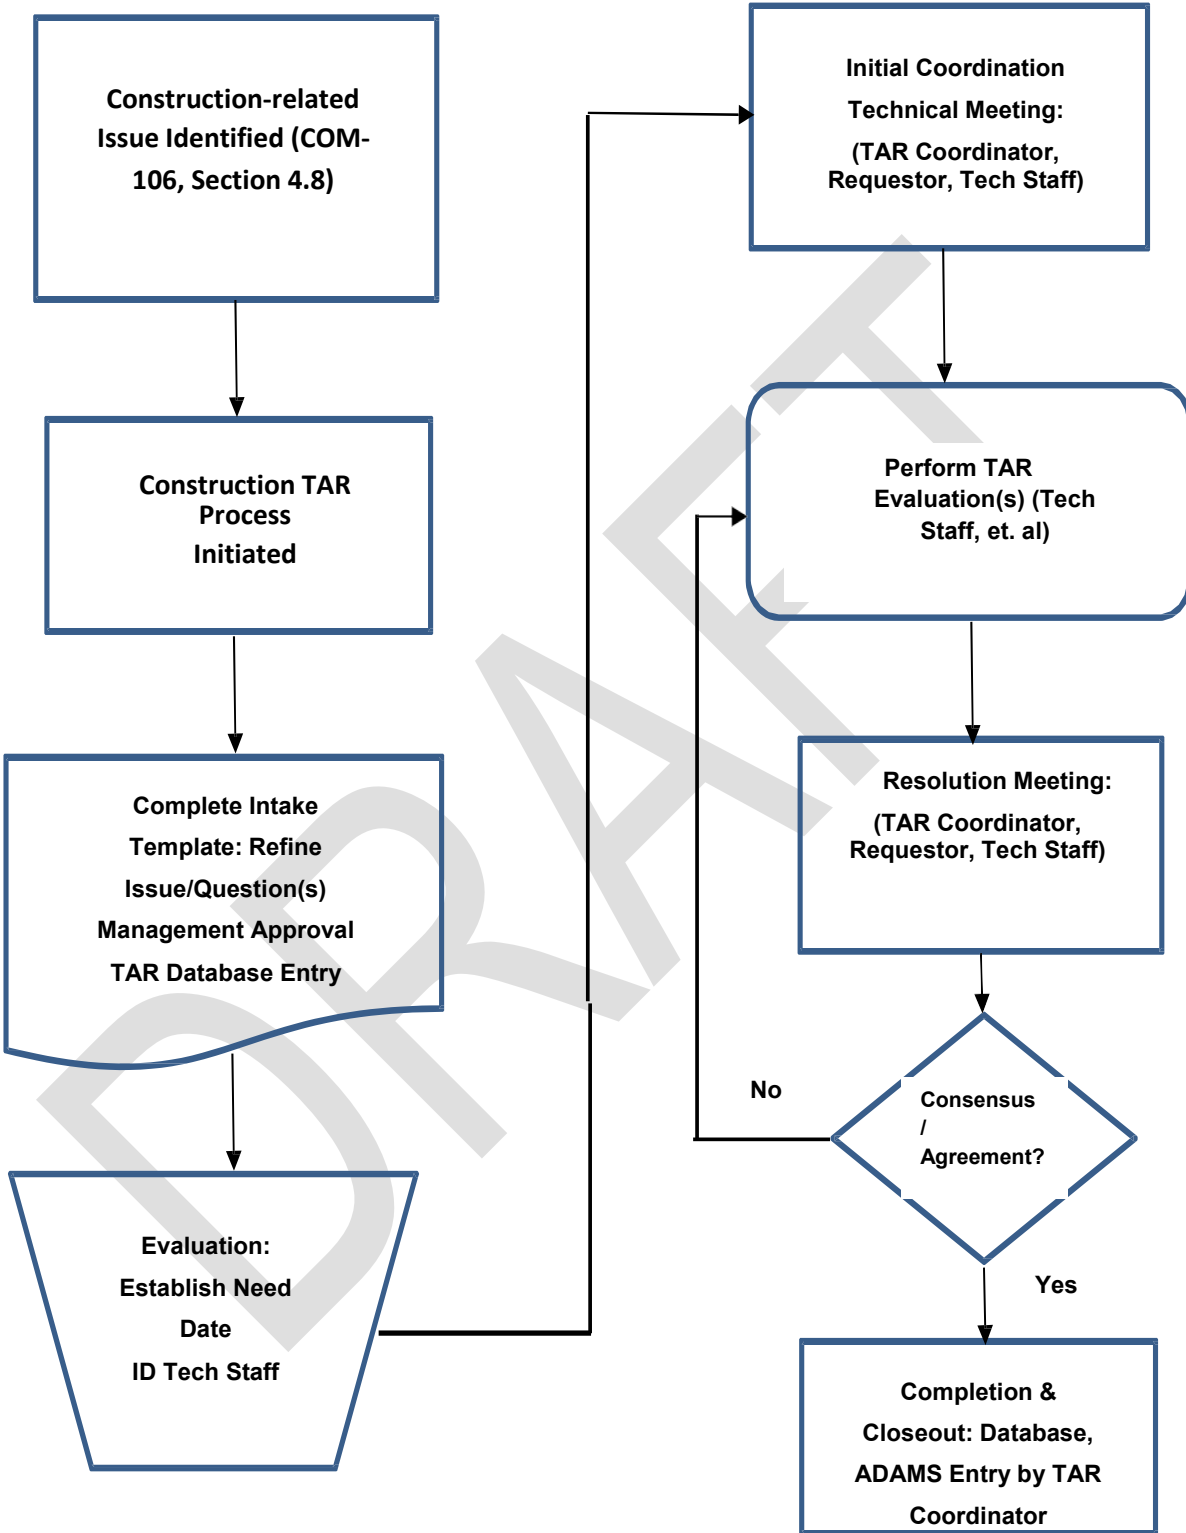 Construction-related
Issue Identified (COM-
106, Section 4.8)
Construction TAR
Process
Initiated
Complete Intake
Template: Refine
Issue/Question(s)
Management Approval
TAR Database Entry
Evaluation:
Establish Need
Date
ID Tech Staff
Initial Coordination
Technical Meeting:
(TAR Coordinator,
Requestor, Tech Staff)
Perform TAR
Evaluation(s) (Tech
Staff, et. al)
Resolution Meeting:
(TAR Coordinator,
Requestor, Tech Staff)
No
Consensus
/
Agreement?
Yes
Completion &
Closeout: Database,
ADAMS Entry by TAR
Coordinator
DRAFT